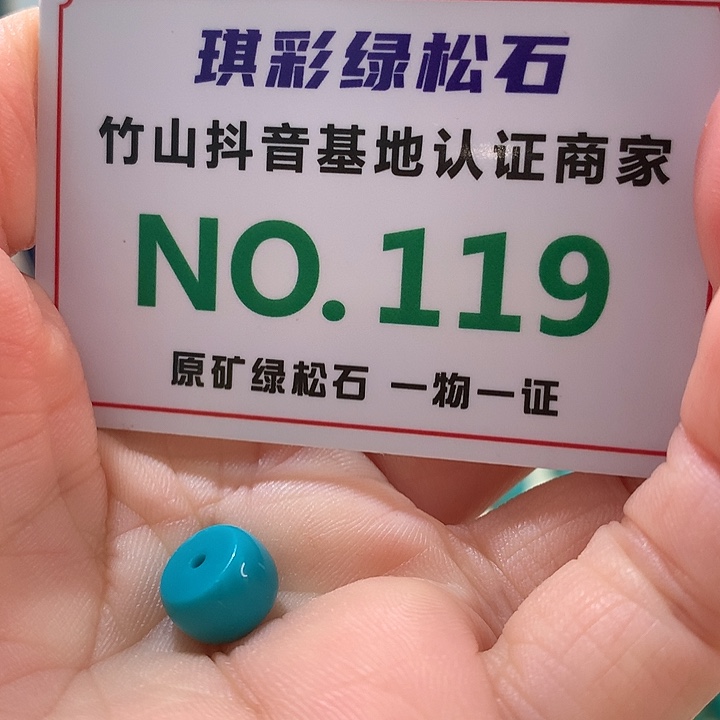 琪彩绿松石
竹山抖音基地认证商家
NO.119
原矿绿松石 一物一证